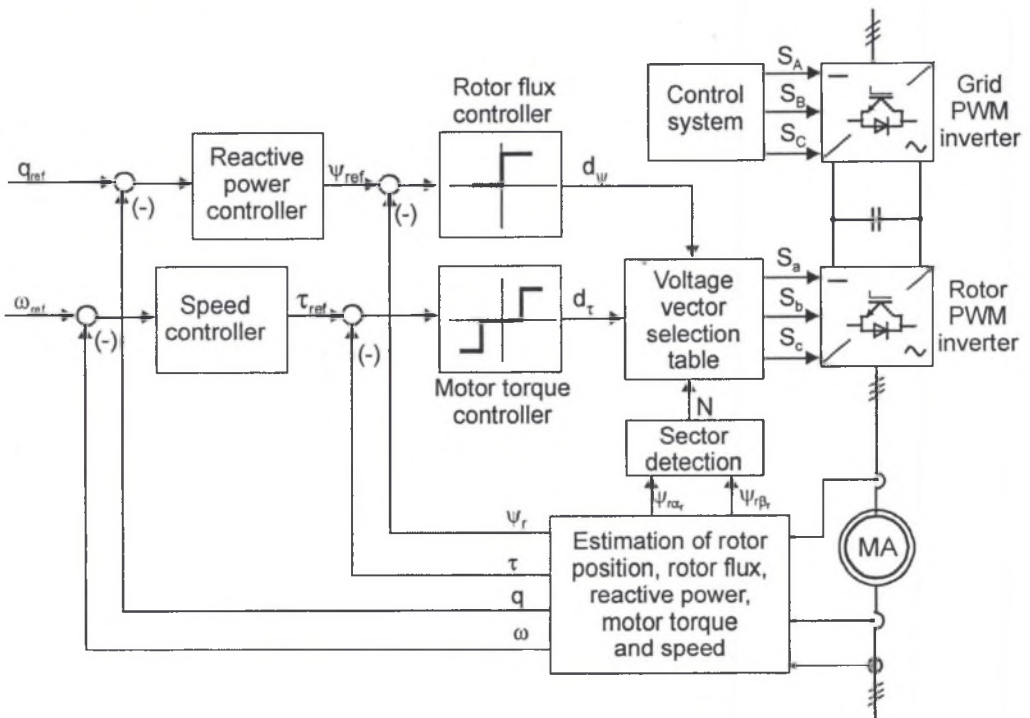 Rotor flux
controller
Control
system
S_A
S_B
S_C
Grid
PWM
inverter
q_ref
(-)
Reactive
power
controller
ψ_ref
(-)
d_ψ
ω_ref
(-)
Speed
controller
τ_ref
(-)
Motor torque
controller
d_τ
Voltage
vector
selection
table
S_a
S_b
S_c
Rotor
PWM
inverter
N
Sector
detection
ψ_rα_r
ψ_rβ_r
ψ_r
τ
q
ω
Estimation of rotor
position, rotor flux,
reactive power,
motor torque
and speed
MA